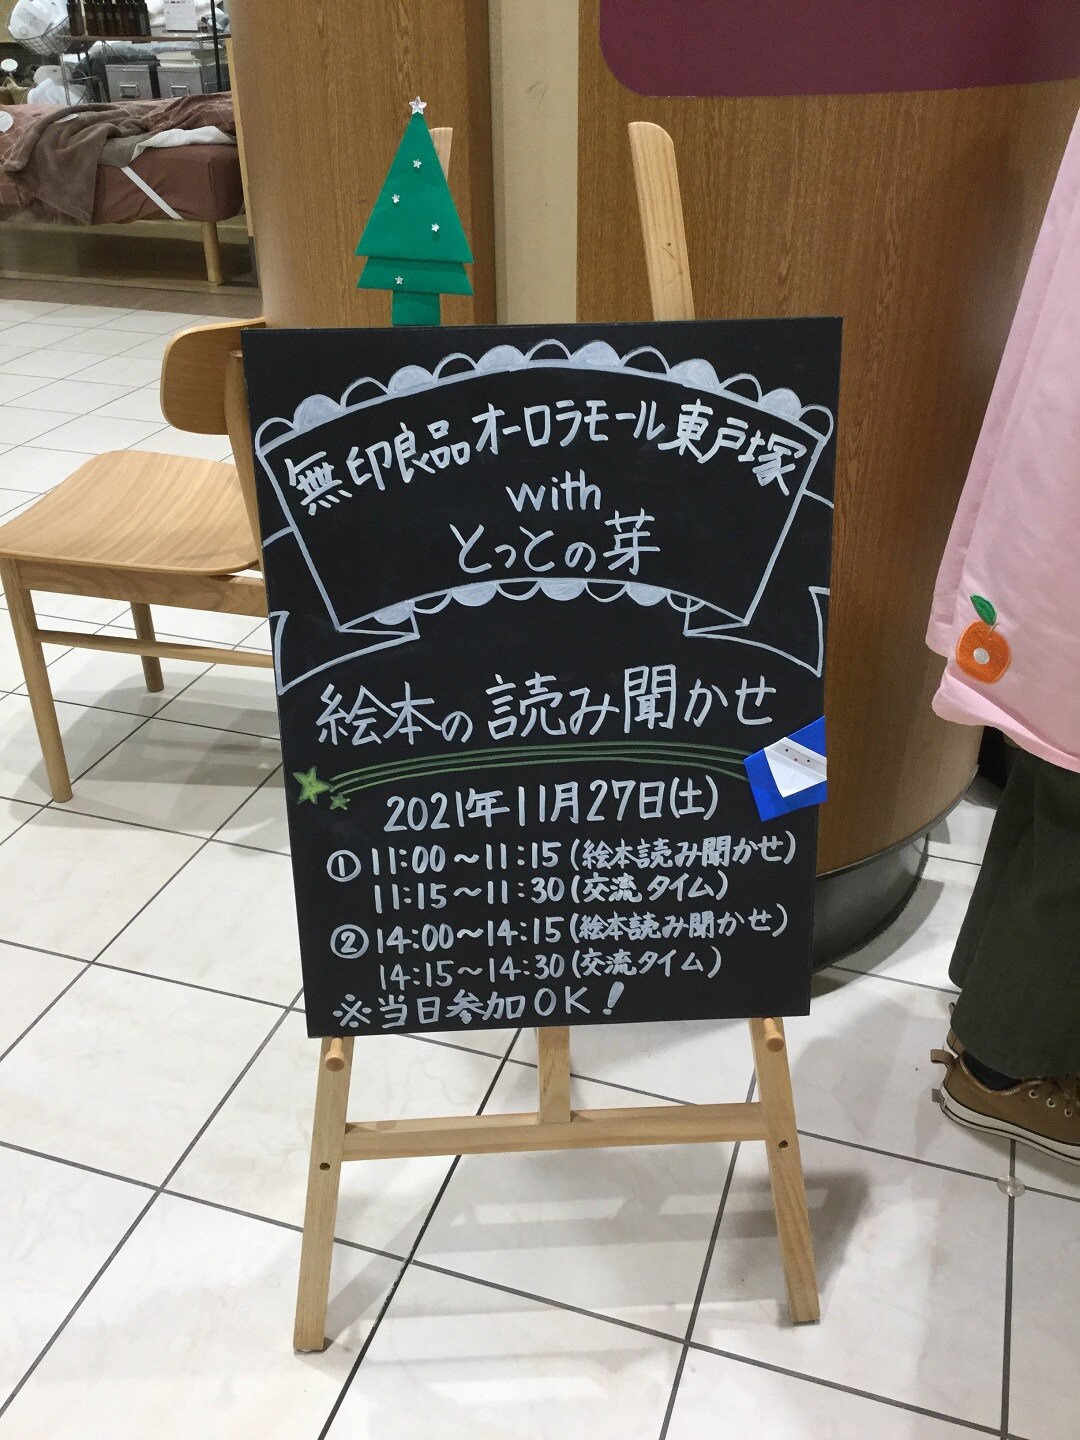 無印良品オーロラモール東戸塚
with
とっとの芽
絵本の読み聞かせ
2021年11月27日(土)
①11:00～11:15(絵本読み聞かせ)
11:15～11:30(交流タイム)
②14:00～14:15(絵本読み聞かせ)
14:15～14:30(交流タイム)
※当日参加OK!